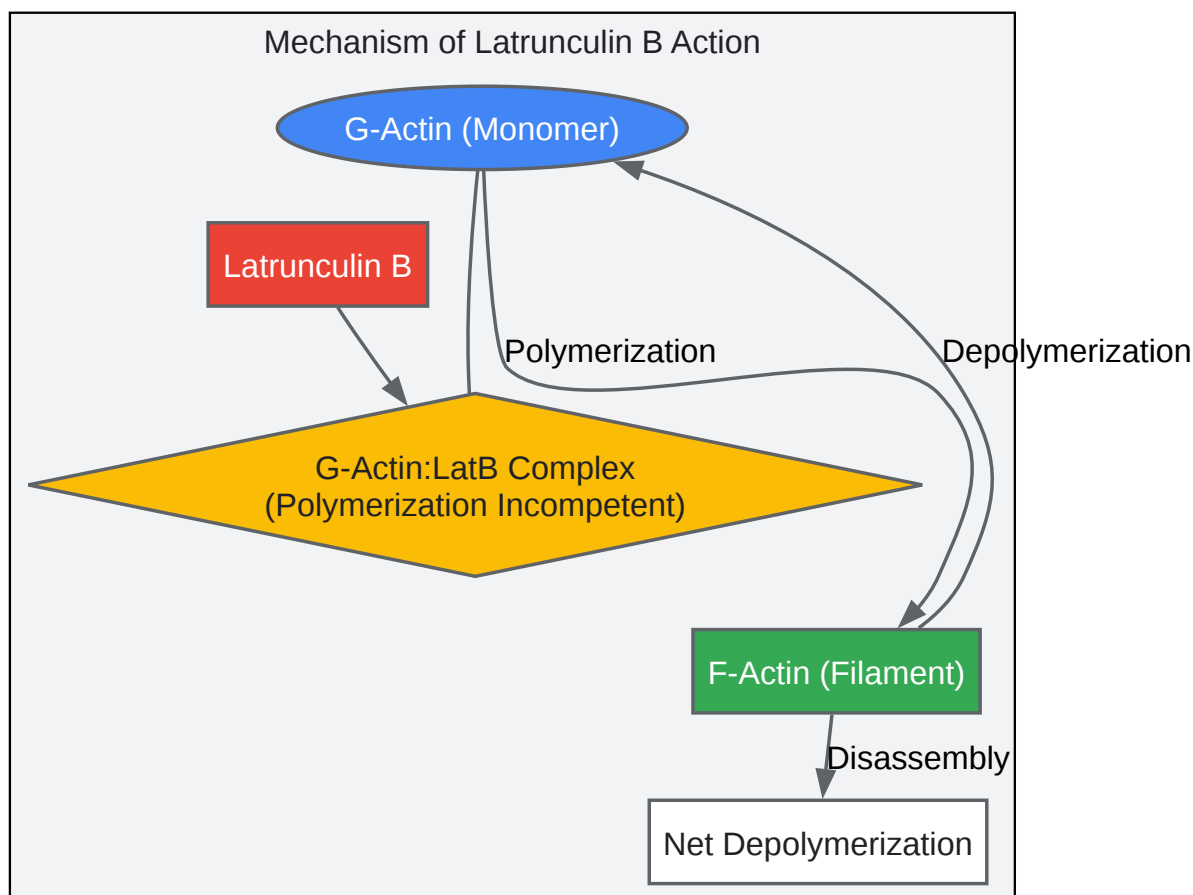 Mechanism of Latrunculin B Action
G-Actin (Monomer)
Latrunculin B
Polymerization
Depolymerization
G-Actin:LatB Complex
(Polymerization Incompetent)
F-Actin (Filament)
Disassembly
Net Depolymerization